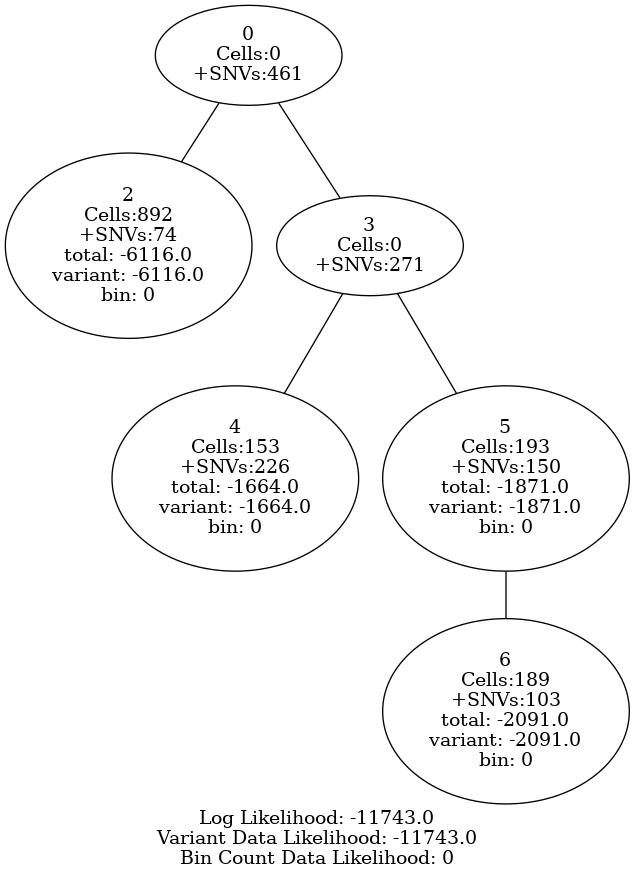 0
Cells:0
+SNVs:461
2
Cells:892
+SNVs:74
total: -6116.0
variant: -6116.0
bin: 0
3
Cells:0
+SNVs:271
4
Cells:153
+SNVs:226
total: -1664.0
variant: -1664.0
bin: 0
5
Cells:193
+SNVs:150
total: -1871.0
variant: -1871.0
bin: 0
6
Cells:189
+SNVs:103
total: -2091.0
variant: -2091.0
bin: 0
Log Likelihood: -11743.0
Variant Data Likelihood: -11743.0
Bin Count Data Likelihood: 0